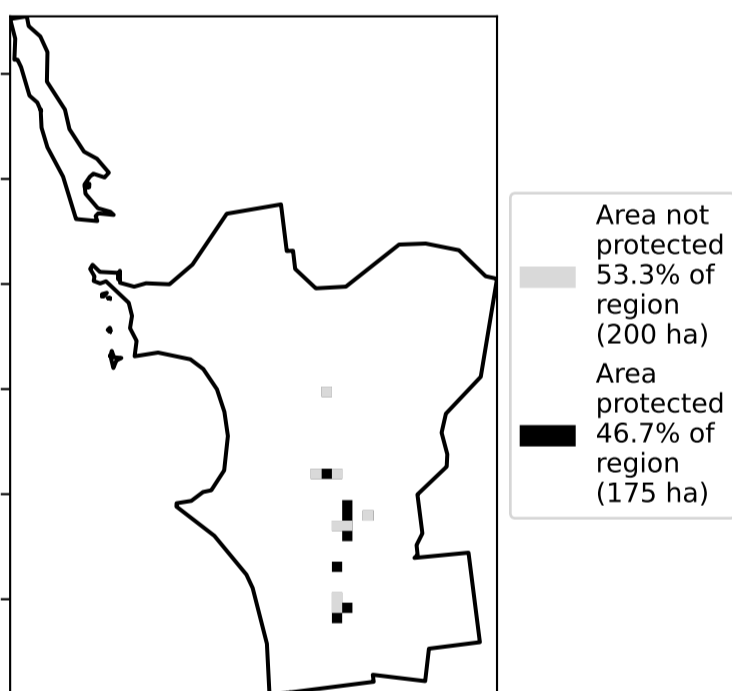 Area not
protected
53.3% of
region
(200 ha)
Area
protected
46.7% of
region
(175 ha)